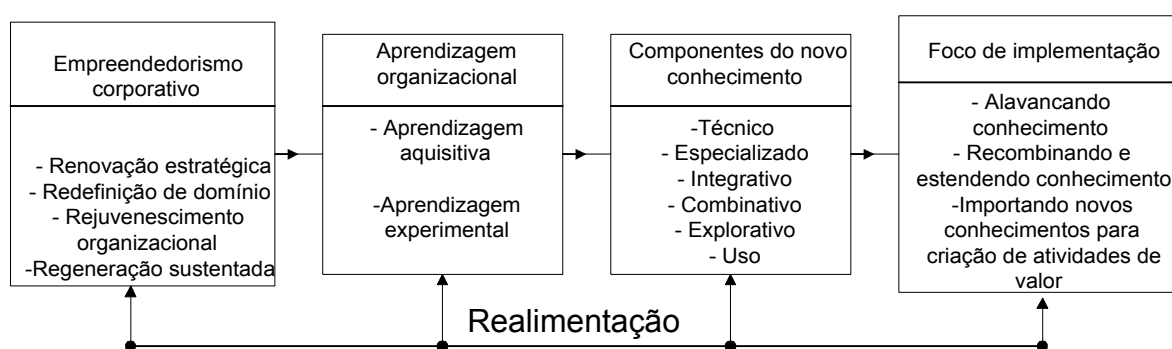 Empreendedorismo
corporativo
- Renovação estratégica
- Redefinição de domínio
- Rejuvenescimento
organizacional
-Regeneração sustentada
Aprendizagem
organizacional
- Aprendizagem
aquisitiva
-Aprendizagem
experimental
Componentes do novo
conhecimento
-Técnico
- Especializado
- Integrativo
- Combinativo
- Explorativo
- Uso
Foco de implementação
- Alavancando
conhecimento
- Recombinando e
estendendo conhecimento
-Importando novos
conhecimentos para
criação de atividades de
valor
Realimentação